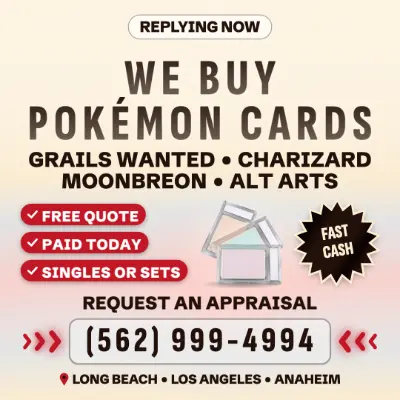 REPLYING NOW
WE BUY
POKÉMON CARDS
GRAILS WANTED • CHARIZARD
MOONBREON • ALT ARTS
FREE QUOTE
PAID TODAY
SINGLES OR SETS
FAST
CASH
REQUEST AN APPRAISAL
(562) 999-4994
LONG BEACH • LOS ANGELES • ANAHEIM